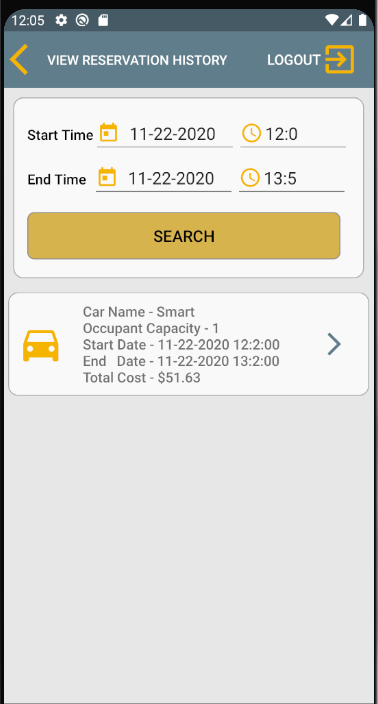 12:05
VIEW RESERVATION HISTORY LOGOUT
Start Time 11-22-2020 12:0
End Time 11-22-2020 13:5
SEARCH
Car Name - Smart
Occupant Capacity - 1
Start Date - 11-22-2020 12:2:00
End Date - 11-22-2020 13:2:00
Total Cost - $51.63